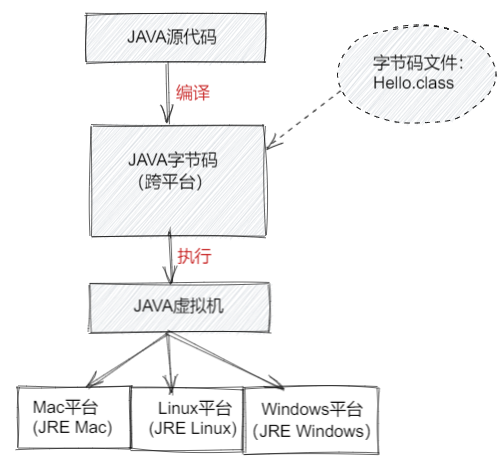 JAVA源代码
编译
字节码文件：
Hello.class
JAVA字节码
（跨平台）
执行
JAVA虚拟机
Mac平台
(JRE Mac)
Linux平台
(JRE Linux)
Windows平台
(JRE Windows)